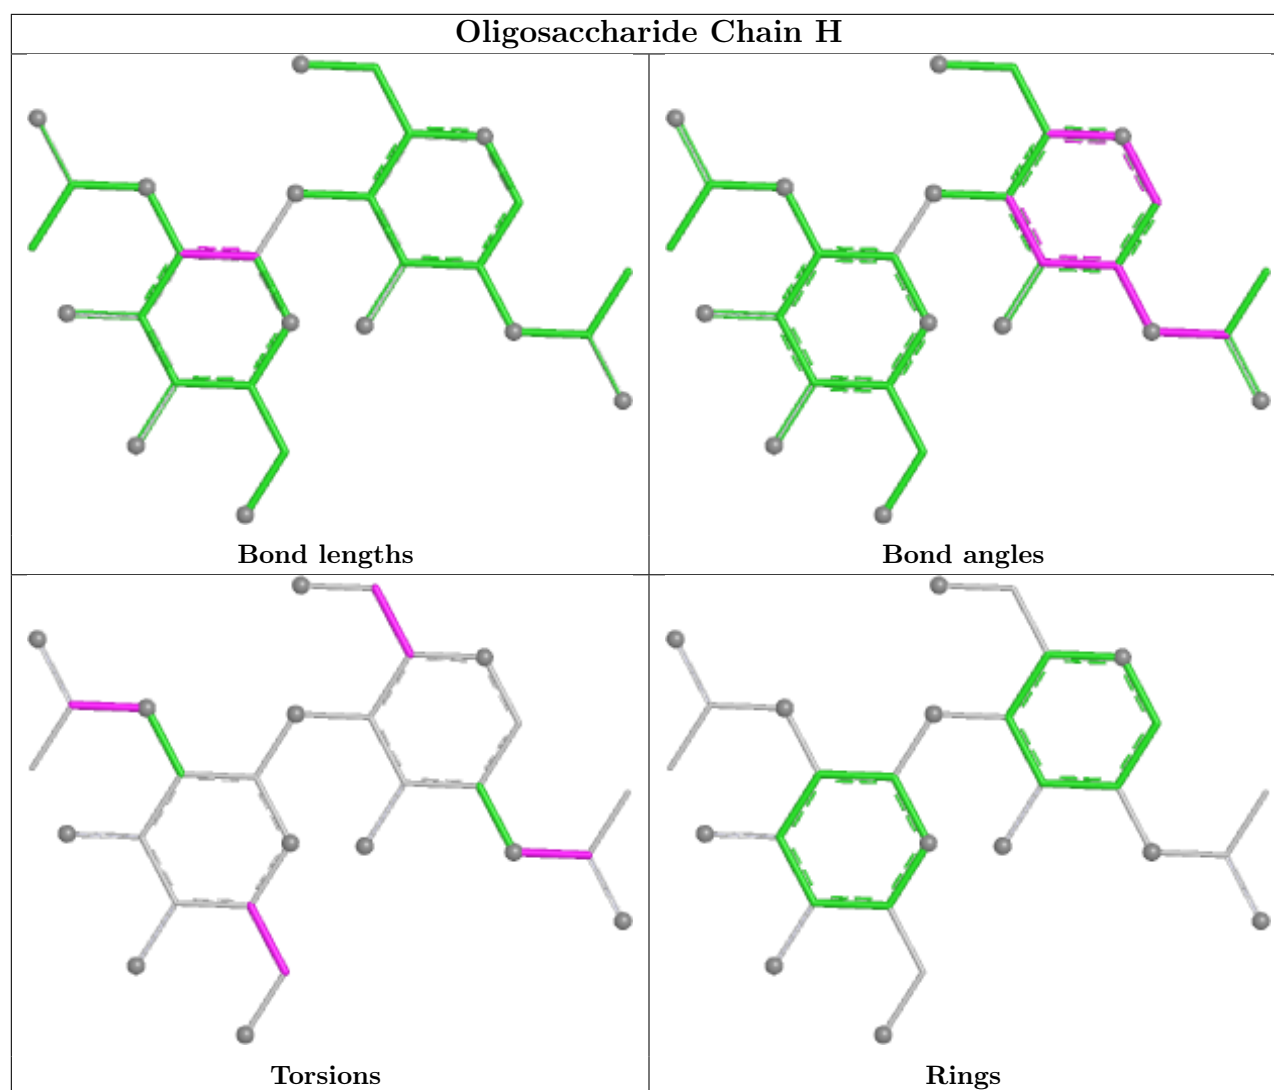 Oligosaccharide Chain H
Bond lengths
Bond angles
Torsions
Rings